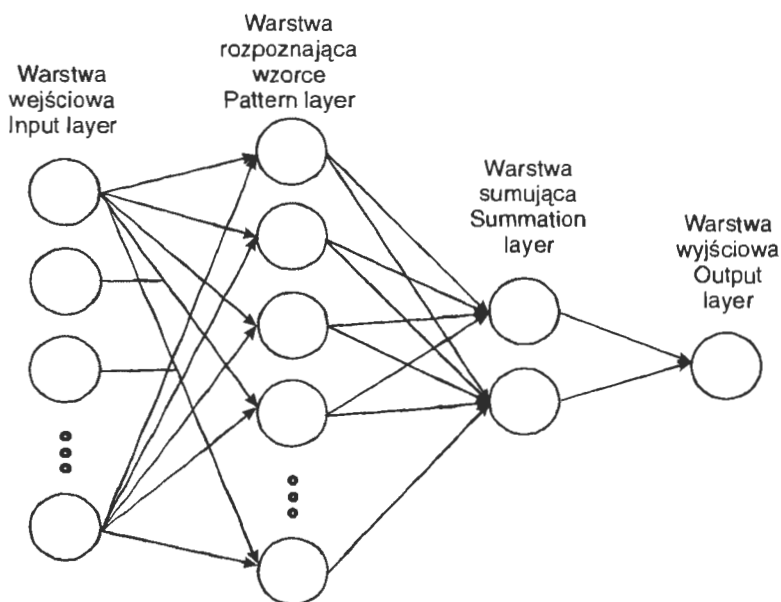 Warstwa
wejściowa
Input layer
Warstwa
rozpoznająca
wzorce
Pattern layer
Warstwa
sumująca
Summation
layer
Warstwa
wyjściowa
Output
layer